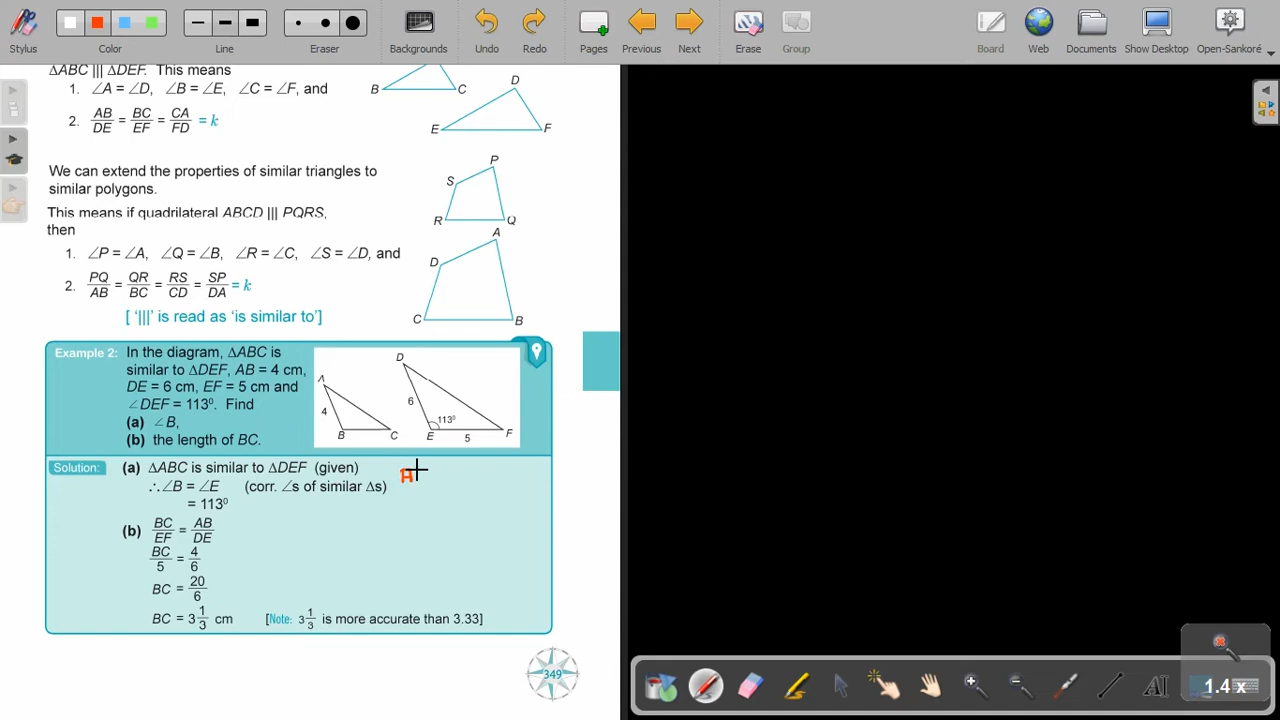 Stylus
Color
Line
Eraser
Backgrounds
Undo
Redo
Pages
Previous
Next
Erase
Group
Board
Web
Documents
Show Desktop
Open-Sankoré
ΔABC ||| ΔDEF. This means
1. ∠A = ∠D, ∠B = ∠E, ∠C = ∠F, and
2. AB/DE = BC/EF = CA/FD = k
B
C
D
E
F
We can extend the properties of similar triangles to
similar polygons.
This means if quadrilateral ABCD ||| PQRS,
then
1. ∠P = ∠A, ∠Q = ∠B, ∠R = ∠C, ∠S = ∠D, and
2. PQ/AB = QR/BC = RS/CD = SP/DA = k
[ '|||' is read as 'is similar to']
P
S
R
Q
A
D
C
B
Example 2: In the diagram, ΔABC is
similar to ΔDEF, AB = 4 cm,
DE = 6 cm, EF = 5 cm and
∠DEF = 113⁰. Find
(a) ∠B,
(b) the length of BC.
A
4
B
C
D
6
113⁰
E
5
F
Solution: (a) ΔABC is similar to ΔDEF (given)
∴∠B = ∠E (corr. ∠s of similar Δs)
= 113⁰
(b) BC/EF = AB/DE
BC/5 = 4/6
BC = 20/6
BC = 3 1/3 cm [Note: 3 1/3 is more accurate than 3.33]
A
349
1.4 x